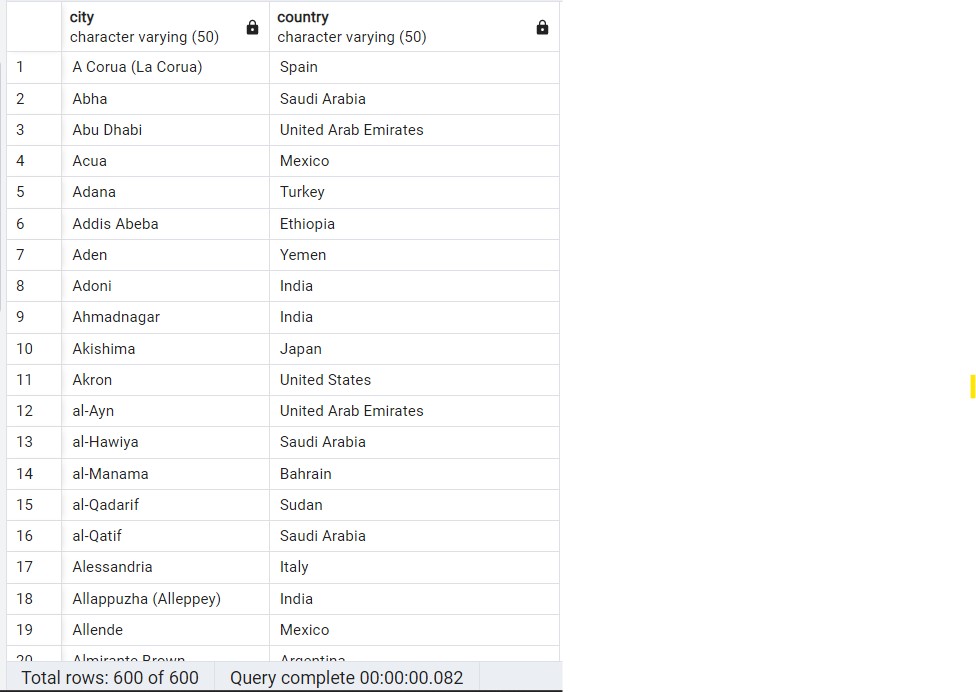 city country
character varying (50) character varying (50)
1 A Corua (La Corua) Spain
2 Abha Saudi Arabia
3 Abu Dhabi United Arab Emirates
4 Acua Mexico
5 Adana Turkey
6 Addis Abeba Ethiopia
7 Aden Yemen
8 Adoni India
9 Ahmadnagar India
10 Akishima Japan
11 Akron United States
12 al-Ayn United Arab Emirates
13 al-Hawiya Saudi Arabia
14 al-Manama Bahrain
15 al-Qadarif Sudan
16 al-Qatif Saudi Arabia
17 Alessandria Italy
18 Allappuzha (Alleppey) India
19 Allende Mexico
20 Almirante Brown Argentina
Total rows: 600 of 600 Query complete 00:00:00.082